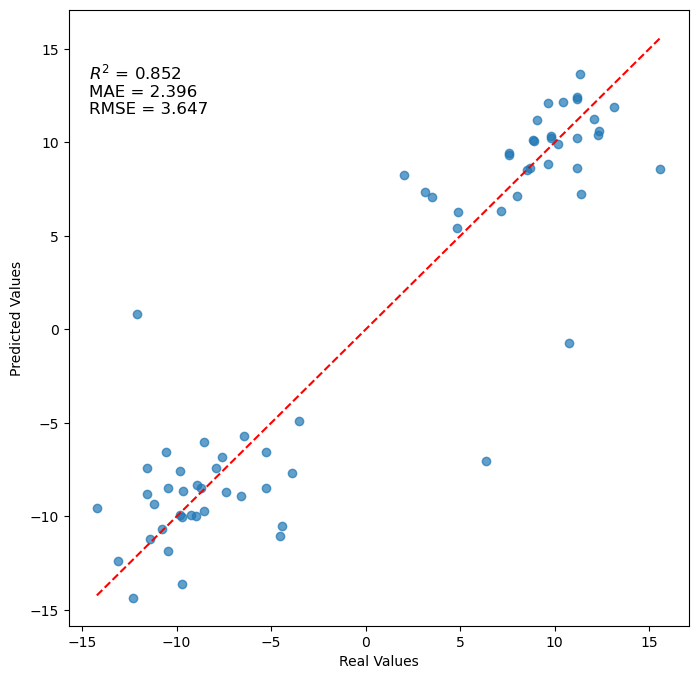 R² = 0.852
MAE = 2.396
RMSE = 3.647
15
10
5
0
−5
−10
−15
Predicted Values
−15
−10
−5
0
5
10
15
Real Values